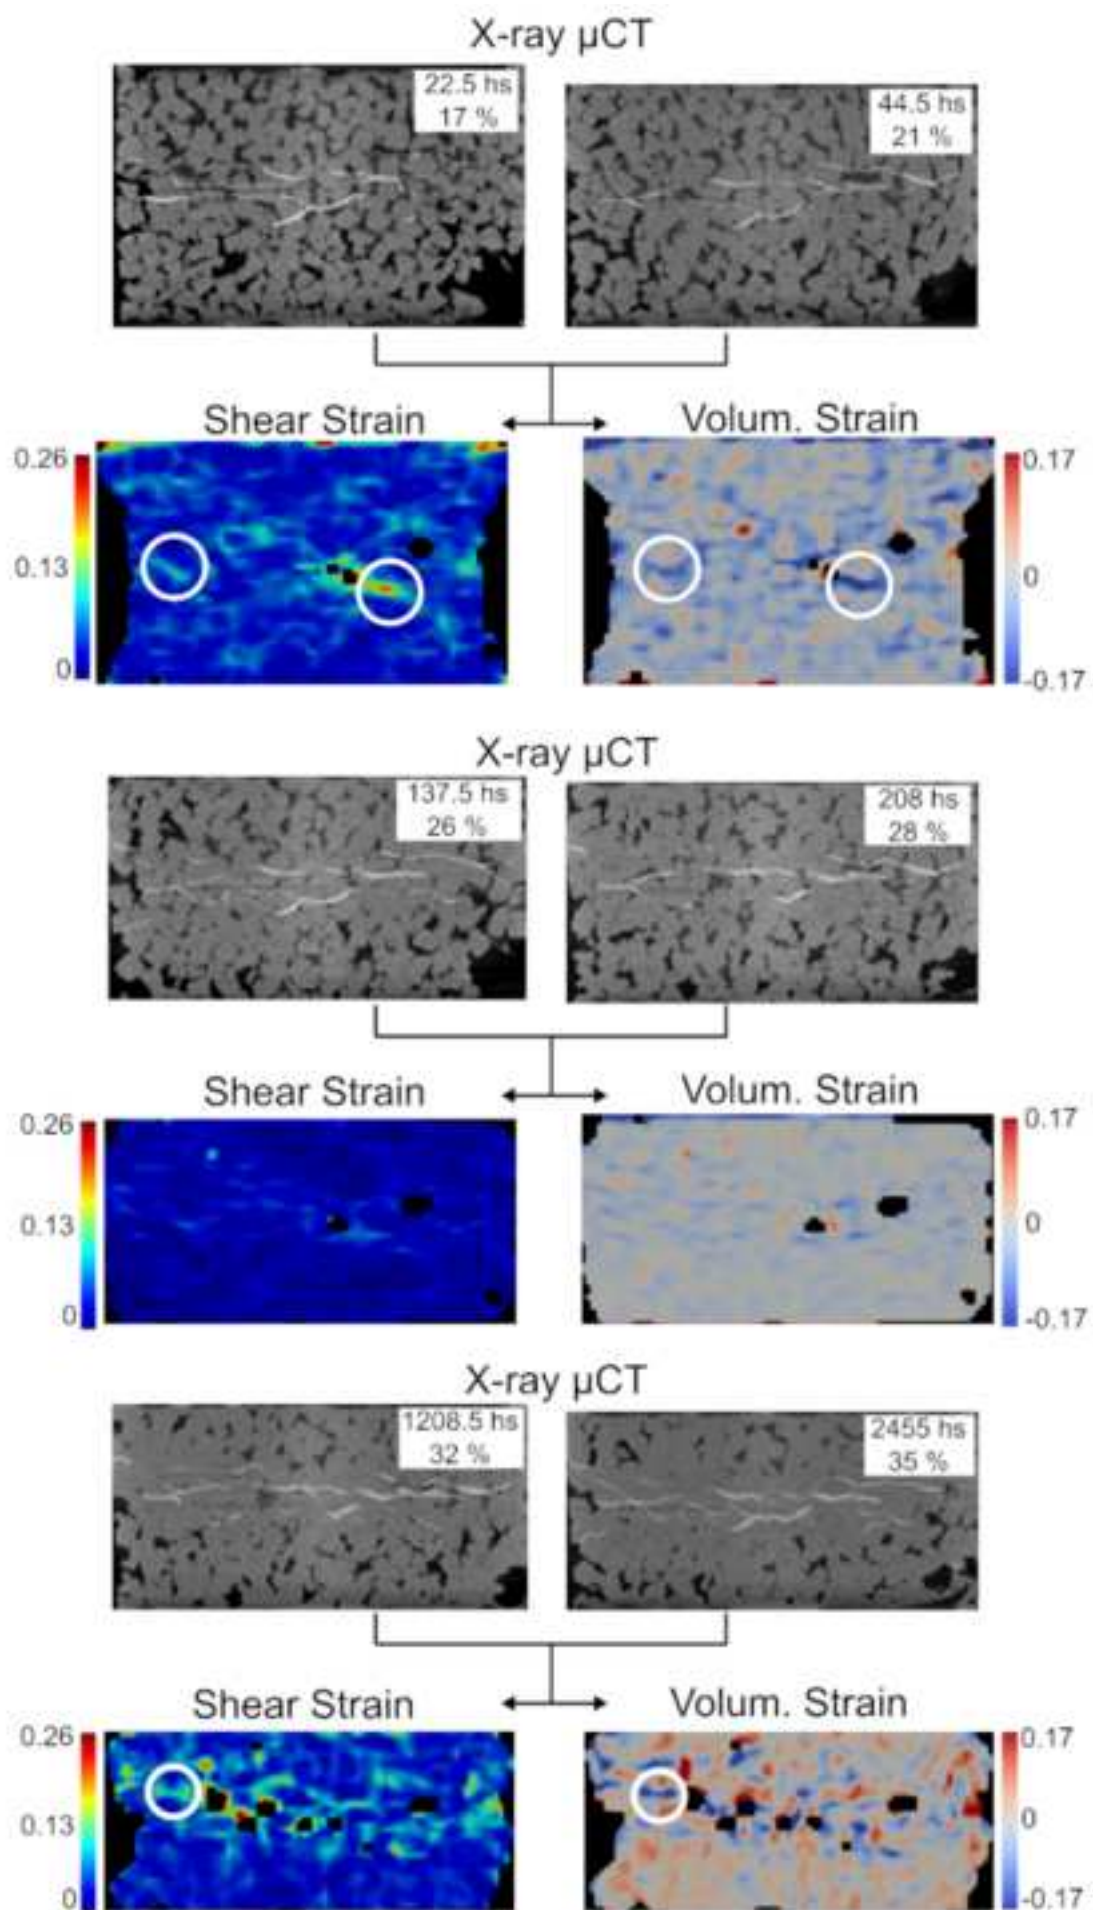 X-ray µCT
22.5 hs
17 %
44.5 hs
21 %
Shear Strain
Volum. Strain
0.26
0.13
0
0.17
0
-0.17
X-ray µCT
137.5 hs
26 %
208 hs
28 %
Shear Strain
Volum. Strain
0.26
0.13
0
0.17
0
-0.17
X-ray µCT
1208.5 hs
32 %
2455 hs
35 %
Shear Strain
Volum. Strain
0.26
0.13
0
0.17
0
-0.17